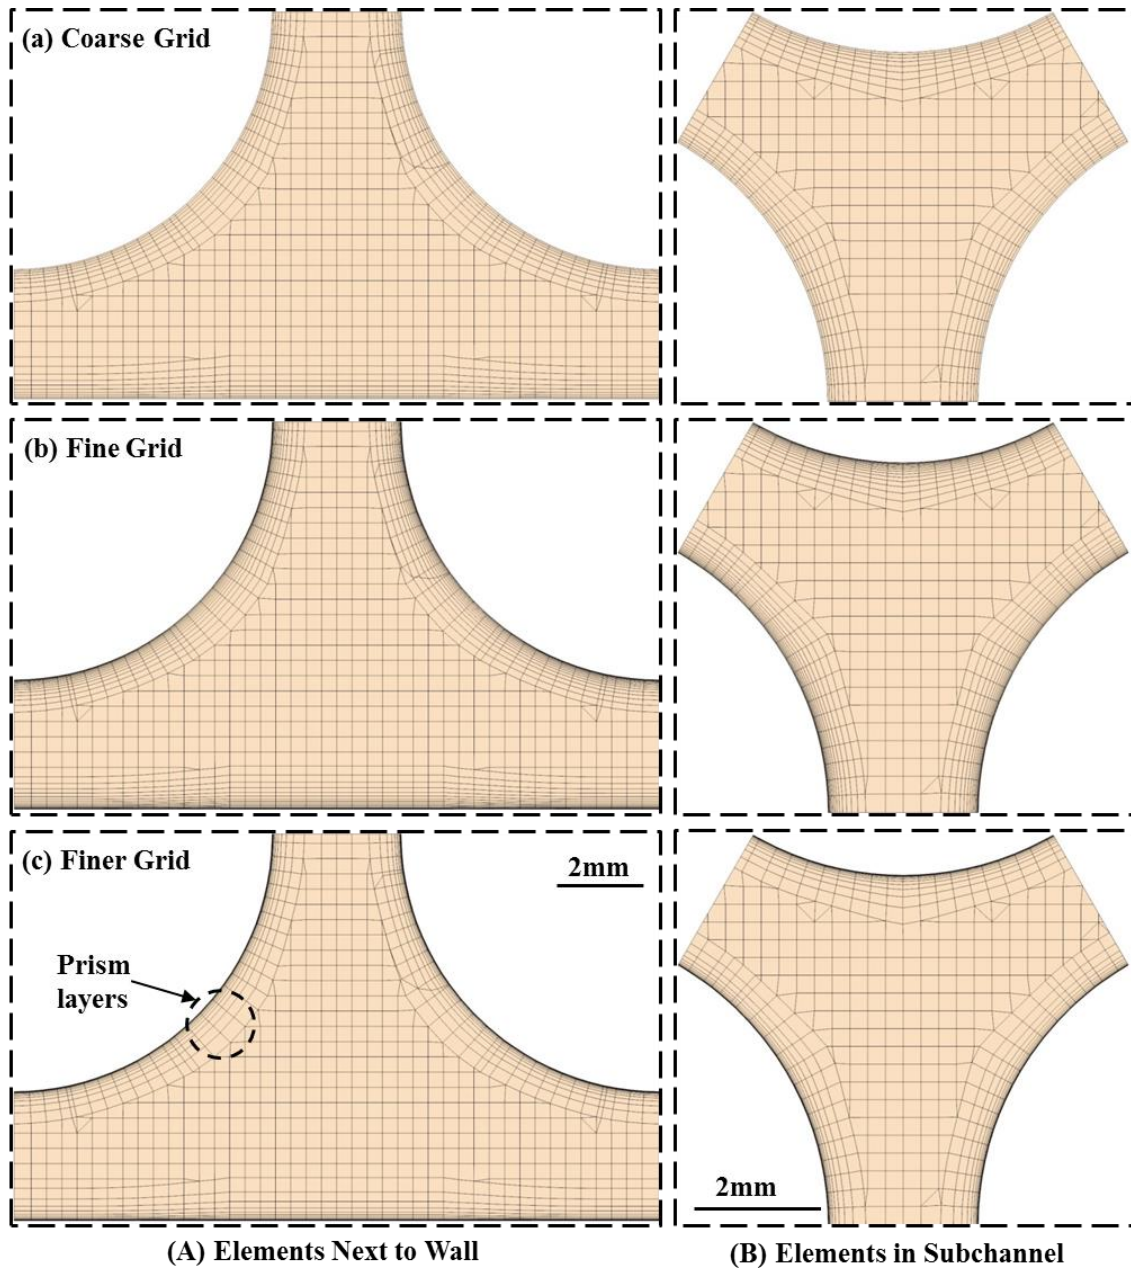 (a) Coarse Grid
(b) Fine Grid
(c) Finer Grid
2mm
Prism
layers
2mm
(A) Elements Next to Wall
(B) Elements in Subchannel